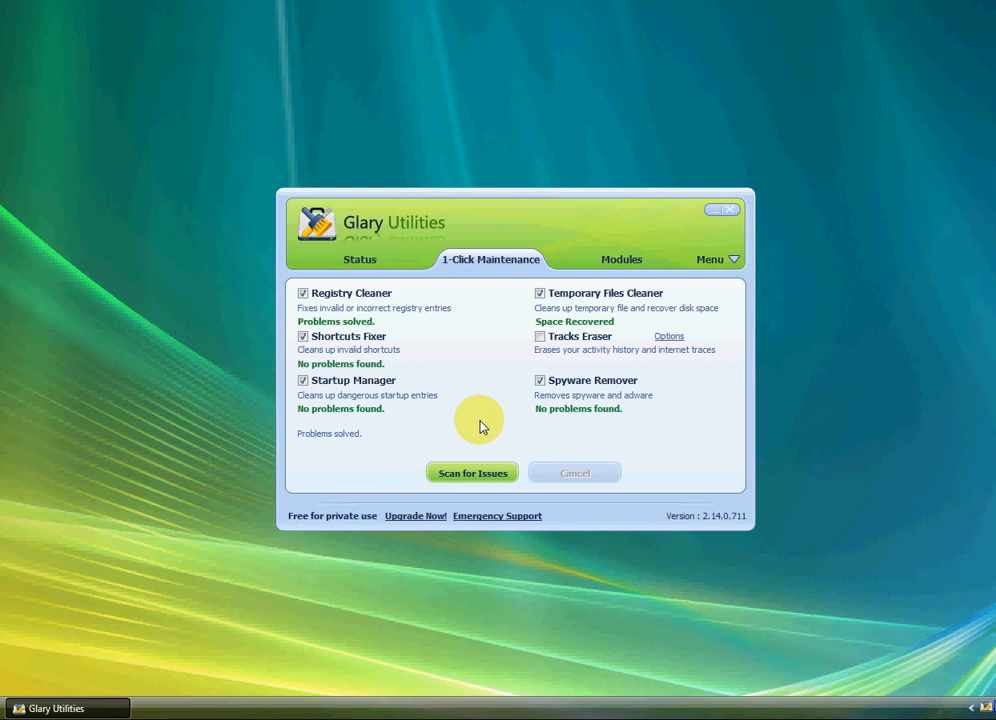 Glary Utilities
Status
1-Click Maintenance
Modules
Menu
Registry Cleaner
Fixes invalid or incorrect registry entries
Problems solved.
Shortcuts Fixer
Cleans up invalid shortcuts
No problems found.
Startup Manager
Cleans up dangerous startup entries
No problems found.
Problems solved.
Temporary Files Cleaner
Cleans up temporary file and recover disk space
Space Recovered
Tracks Eraser
Options
Erases your activity history and internet traces
Spyware Remover
Removes spyware and adware
No problems found.
Scan for Issues
Cancel
Free for private use Upgrade Now! Emergency Support
Version : 2.14.0.711
Glary Utilities